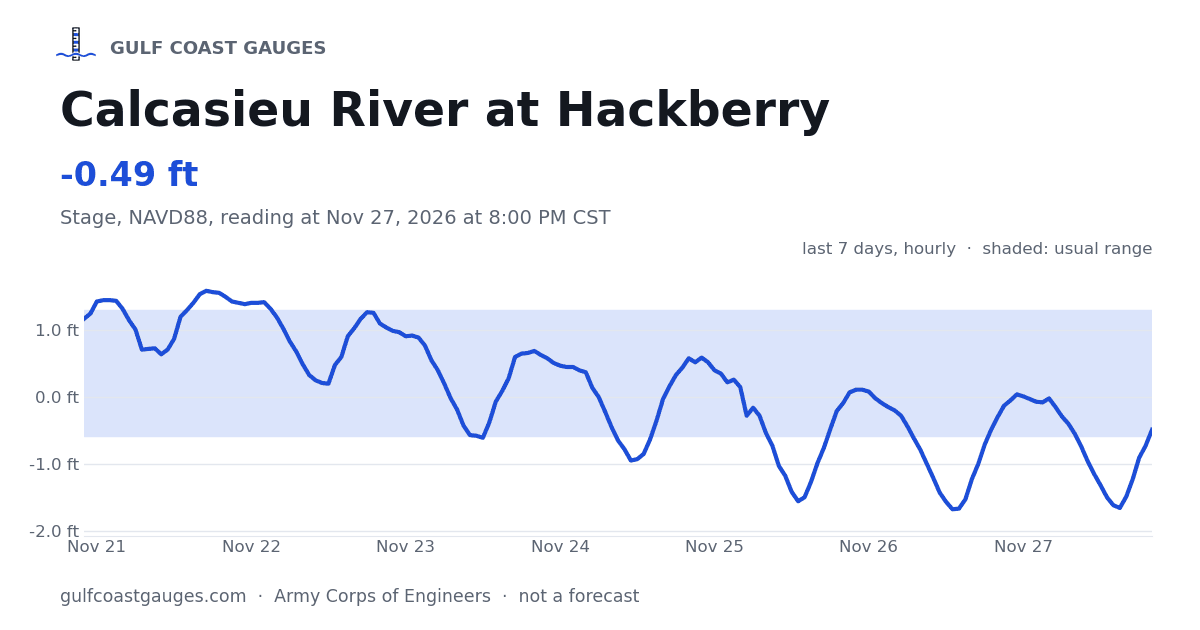 GULF COAST GAUGES
Calcasieu River at Hackberry
-0.49 ft
Stage, NAVD88, reading at Nov 27, 2026 at 8:00 PM CST
last 7 days, hourly · shaded: usual range
1.0 ft
0.0 ft
-1.0 ft
-2.0 ft
Nov 21 Nov 22 Nov 23 Nov 24 Nov 25 Nov 26 Nov 27
gulfcoastgauges.com · Army Corps of Engineers · not a forecast